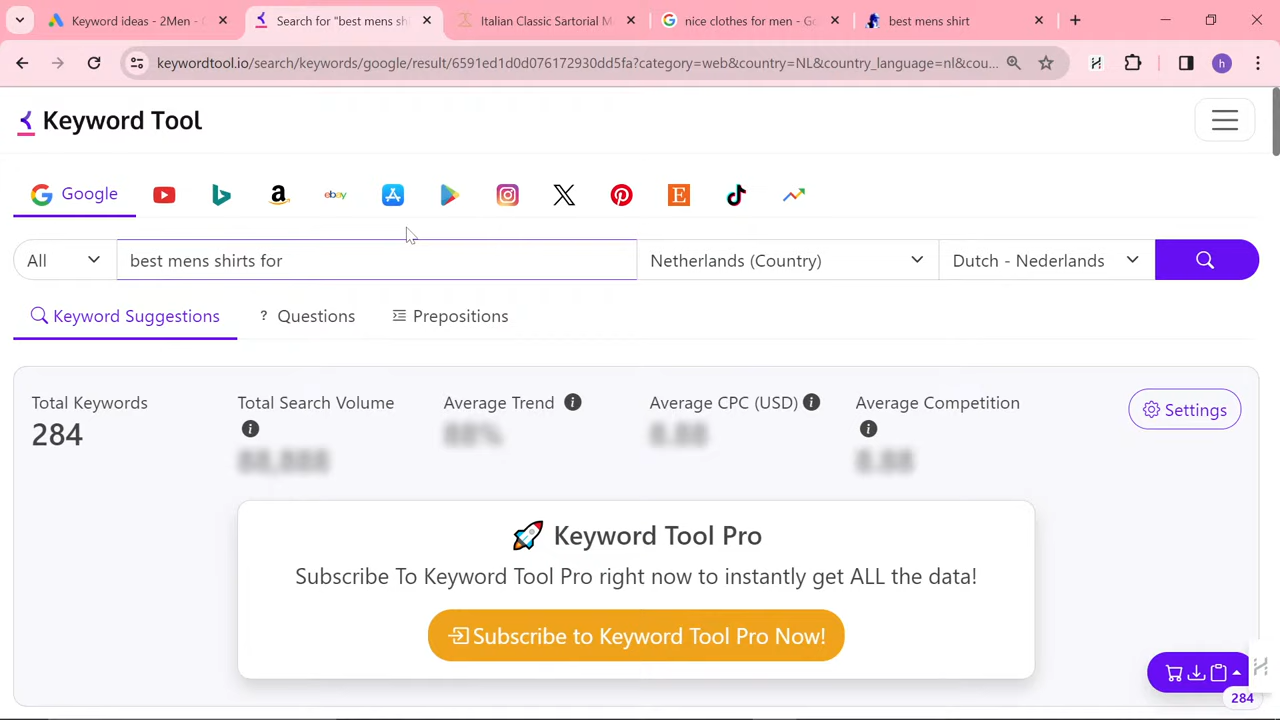 Keyword ideas - 2Men - G
Search for "best mens shi
Italian Classic Sartorial M
nice clothes for men - Go
best mens shirt
keywordtool.io/search/keywords/google/result/6591ed1d00076172930dd5fa?category=web&country=NL&country_language=nl&cou...
h
Keyword Tool
Google
ebay
All
best mens shirts for
Netherlands (Country)
Dutch - Nederlands
Keyword Suggestions
? Questions
Prepositions
Total Keywords
284
Total Search Volume
Average Trend
Average CPC (USD)
Average Competition
Settings
Keyword Tool Pro
Subscribe To Keyword Tool Pro right now to instantly get ALL the data!
Subscribe to Keyword Tool Pro Now!
284